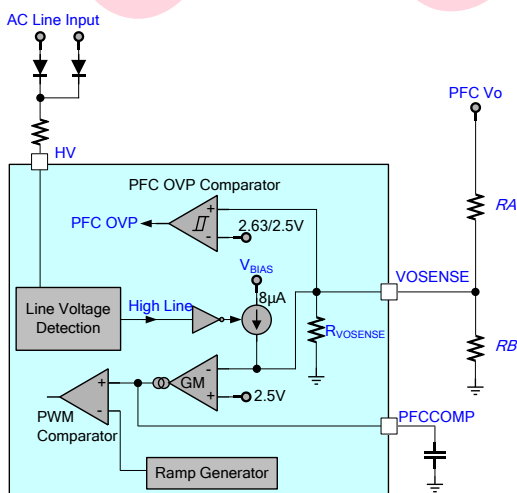 AC Line Input
PFC Vo
HV
PFC OVP Comparator
RA
PFC OVP
+
-
2.63/2.5V
VBIAS
8µA
VOSENSE
Line Voltage
Detection
High Line
RVOSENSE
RB
-
GM
+
2.5V
+
-
PWM
Comparator
PFCCOMP
Ramp Generator